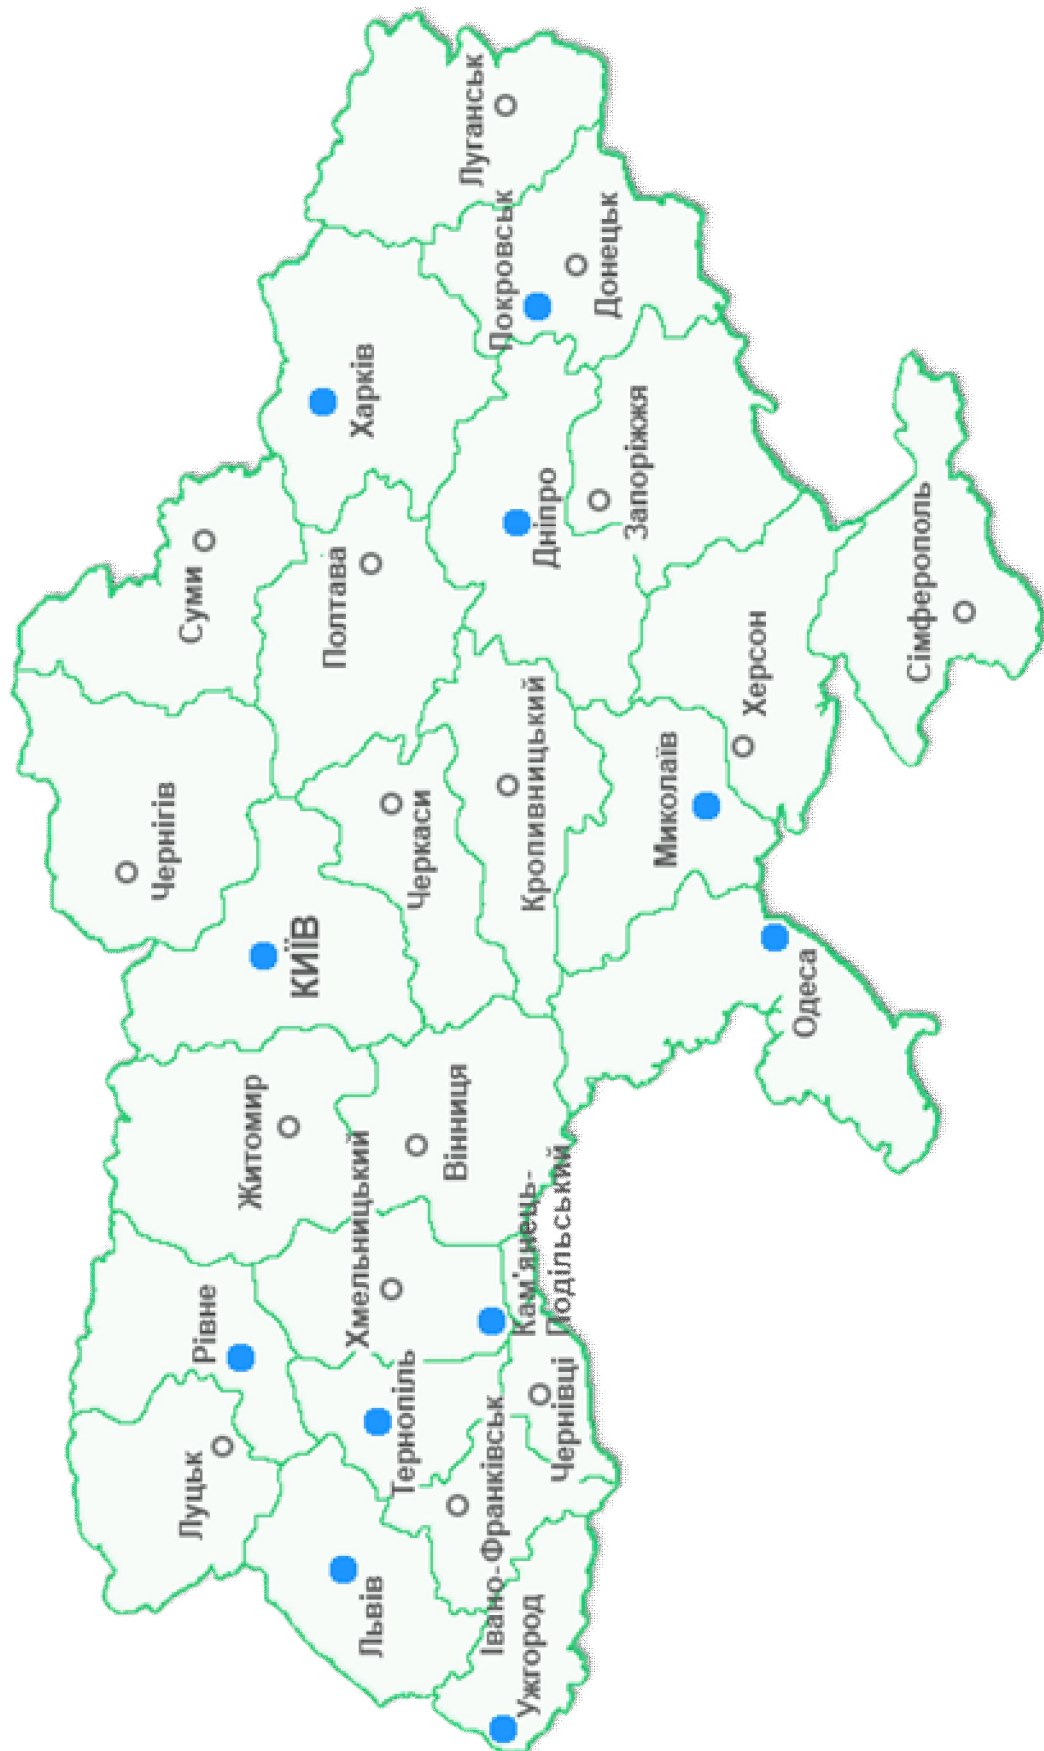 Луцьк
Рівне
Житомир
КИЇВ
Чернігів
Суми
Львів
Тернопіль
Хмельницький
Вінниця
Черкаси
Полтава
Харків
Луганськ
Ужгород
Івано-Франківськ
Чернівці
Кам'янець-
Подільський
Кропивницький
Дніпро
Покровськ
Донецьк
Запоріжжя
Миколаїв
Херсон
Одеса
Сімферополь